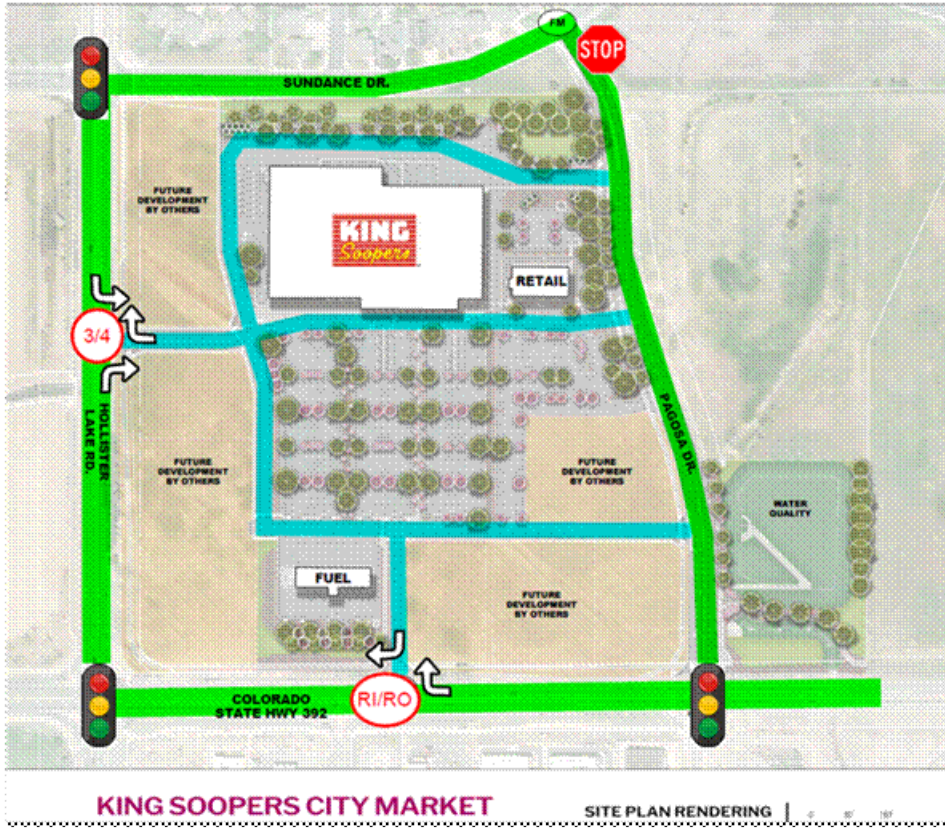 FM
STOP
SUNDANCE DR.
FUTURE
DEVELOPMENT
BY OTHERS
KING
Soopers
RETAIL
3/4
HOLLISTER
LAKE RD.
PAGOSA DR.
FUTURE
DEVELOPMENT
BY OTHERS
FUTURE
DEVELOPMENT
BY OTHERS
WATER
QUALITY
FUEL
FUTURE
DEVELOPMENT
BY OTHERS
COLORADO
STATE HWY 392
RI/RO
KING SOOPERS CITY MARKET
SITE PLAN RENDERING